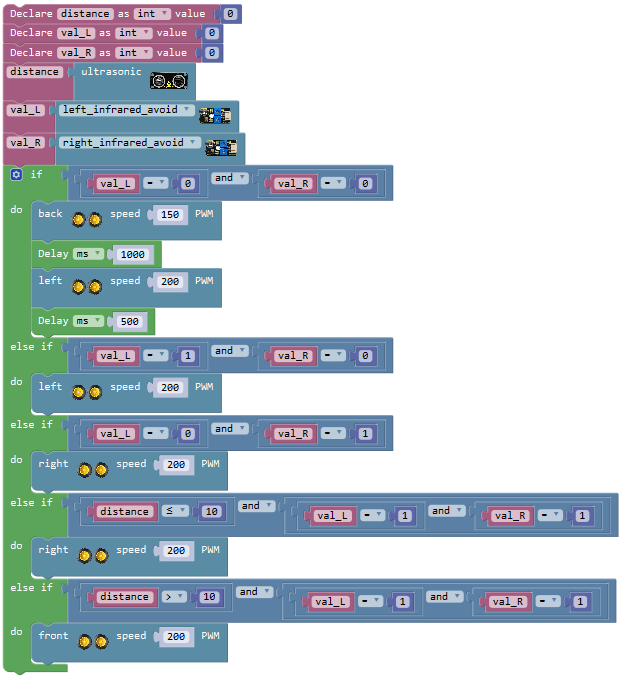 Declare distance as int value 0
Declare val_L as int value 0
Declare val_R as int value 0
distance ultrasonic
val_L left_infrared_avoid
val_R right_infrared_avoid
if val_L = 0 and val_R = 0
do back speed 150 PWM
Delay ms 1000
left speed 200 PWM
Delay ms 500
else if val_L = 1 and val_R = 0
do left speed 200 PWM
else if val_L = 0 and val_R = 1
do right speed 200 PWM
else if distance ≤ 10 and val_L = 1 and val_R = 1
do right speed 200 PWM
else if distance > 10 and val_L = 1 and val_R = 1
do front speed 200 PWM